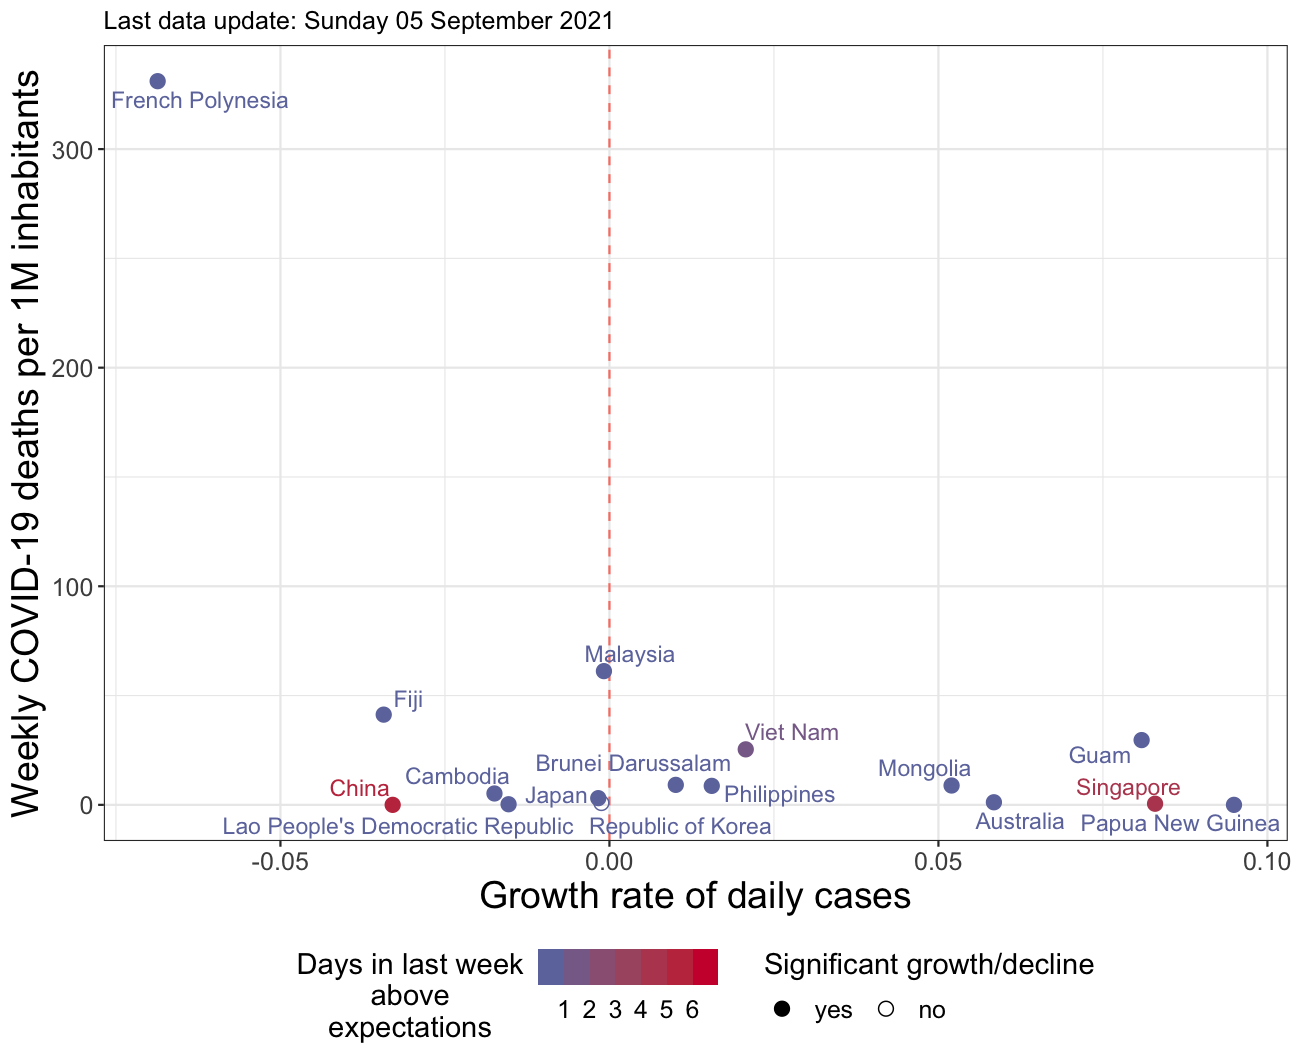 Last data update: Sunday 05 September 2021
Weekly COVID-19 deaths per 1M inhabitants
300
200
100
0
French Polynesia
Malaysia
Fiji
Viet Nam
Guam
Brunei Darussalam
Mongolia
Cambodia
China
Singapore
Japan
Philippines
Lao People's Democratic Republic
Republic of Korea
Australia
Papua New Guinea
-0.05
0.00
0.05
0.10
Growth rate of daily cases
Days in last week
above
expectations
1 2 3 4 5 6
Significant growth/decline
yes
no